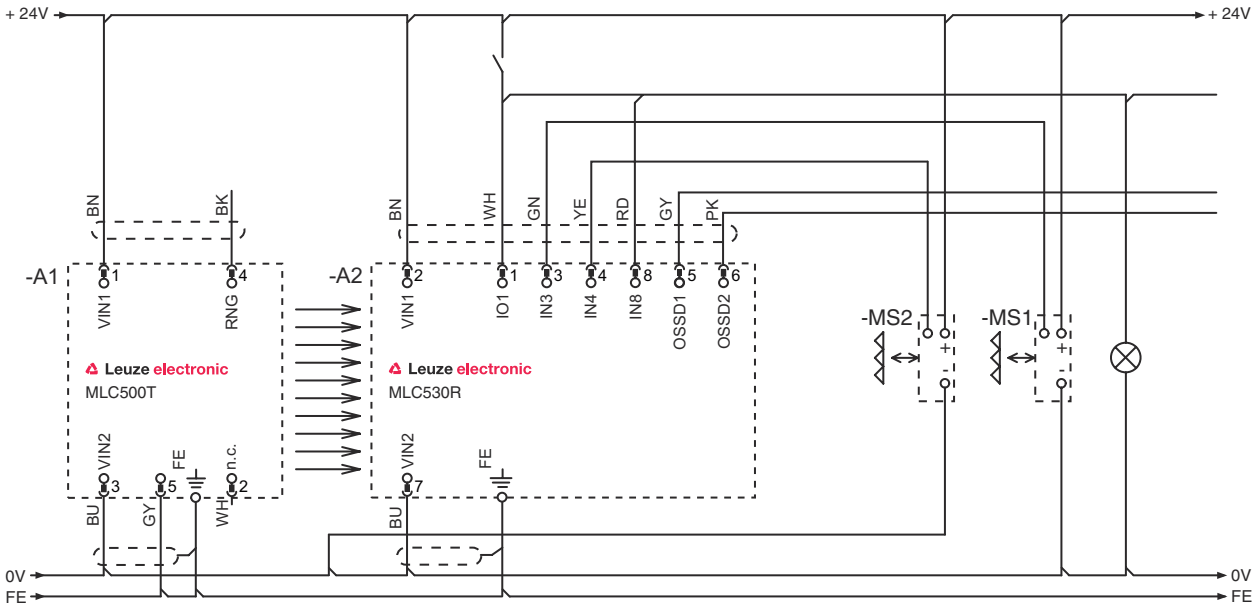 + 24V
+ 24V
BN
BK
BN
WH
GN
YE
RD
GY
PK
-A1
1
4
-A2
2
1
3
4
8
5
6
VIN1
RNG
VIN1
IO1
IN3
IN4
IN8
OSSD1
OSSD2
-MS2
-MS1
+
+
-
-
Leuze electronic
MLC500T
Leuze electronic
MLC530R
VIN2
FE
n.c.
VIN2
FE
3
5
2
7
BU
GY
WH
BU
0V
0V
FE
FE